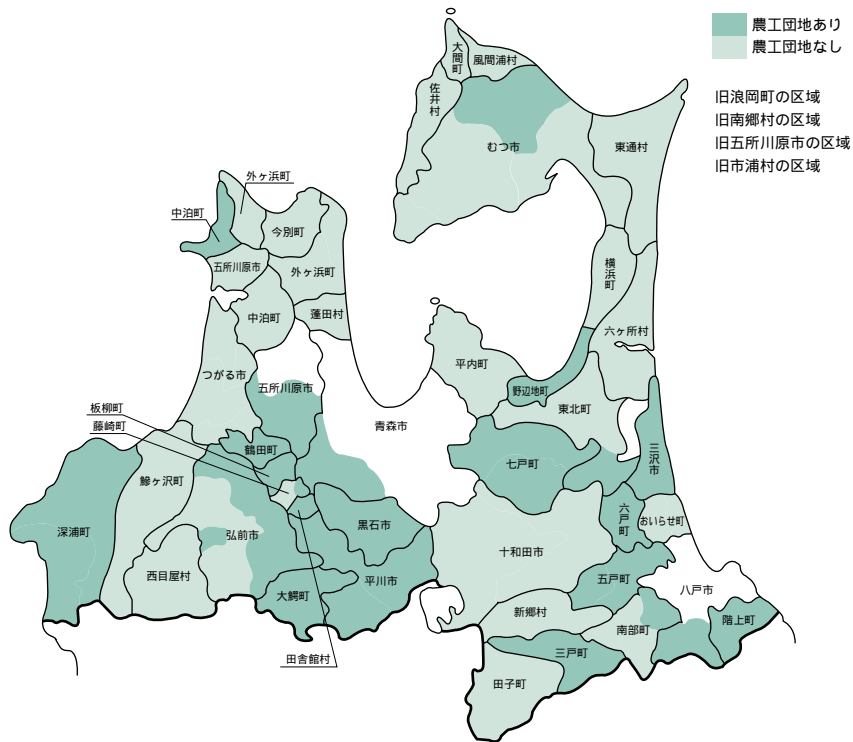 農工団地あり
農工団地なし
旧浪岡町の区域
旧南郷村の区域
旧五所川原市の区域
旧市浦村の区域
大間町
風間浦村
佐井村
むつ市
東通村
外ヶ浜町
中泊町
今別町
五所川原市
外ヶ浜町
横浜町
中泊町
蓬田村
六ヶ所村
平内町
つがる市
五所川原市
野辺地町
板柳町
東北町
藤崎町
青森市
鶴田町
三沢市
七戸町
鰺ヶ沢町
六戸町
おいらせ町
黒石市
深浦町
弘前市
十和田市
西目屋村
平川市
五戸町
八戸市
大鰐町
新郷村
南部町
階上町
三戸町
田舎館村
田子町